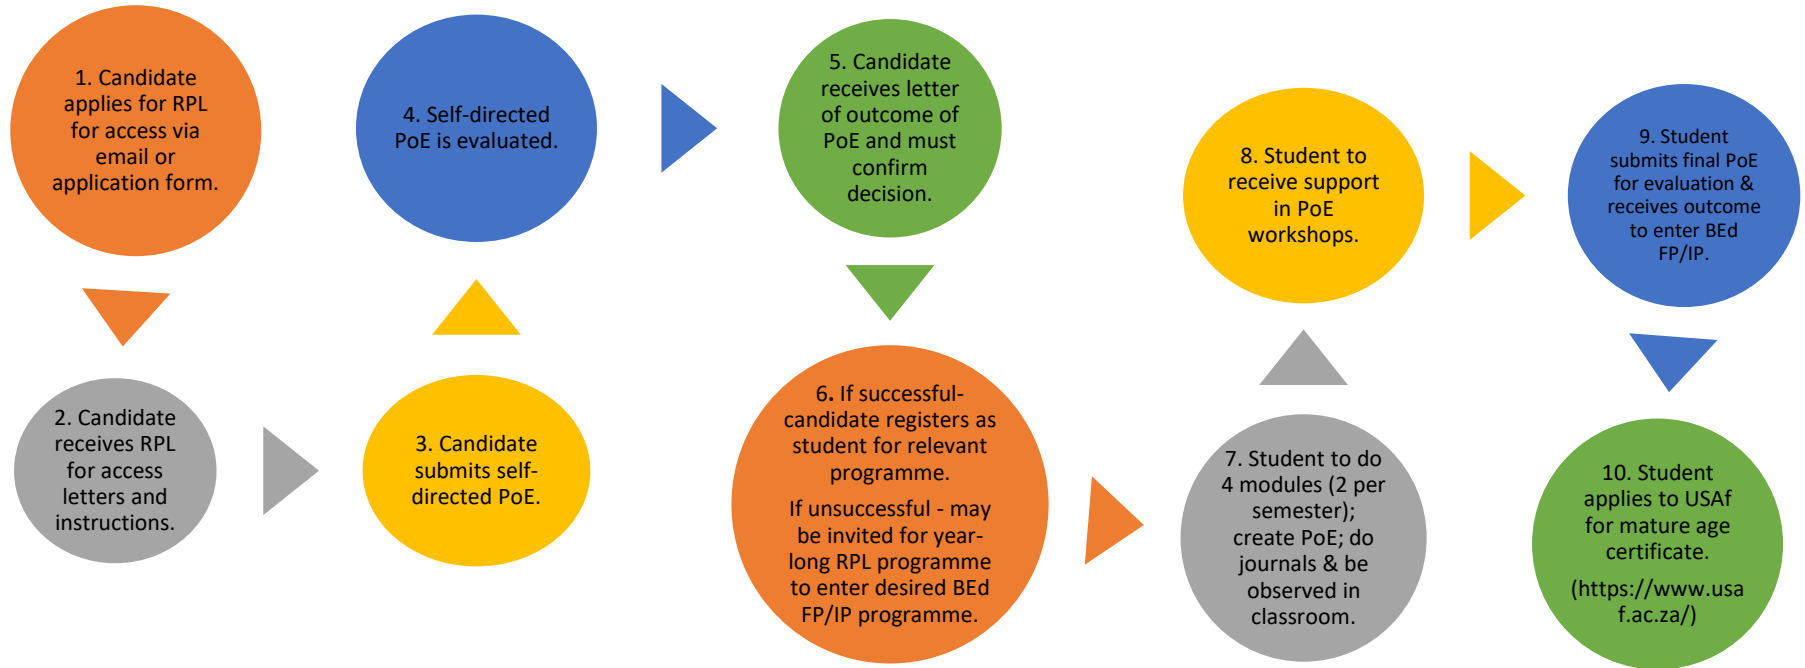 1. Candidate
applies for RPL
for access via
email or
application form.
2. Candidate
receives RPL
for access
letters and
instructions.
3. Candidate
submits self-
directed PoE.
4. Self-directed
PoE is evaluated.
5. Candidate
receives letter
of outcome of
PoE and must
confirm
decision.
6. If successful-
candidate registers as
student for relevant
programme.
If unsuccessful - may
be invited for year-
long RPL programme
to enter desired BEd
FP/IP programme.
7. Student to do
4 modules (2 per
semester);
create PoE; do
journals & be
observed in
classroom.
8. Student to
receive support
in PoE
workshops.
9. Student
submits final PoE
for evaluation &
receives outcome
to enter BEd
FP/IP.
10. Student
applies to USAf
for mature age
certificate.
(https://www.usa
f.ac.za/)